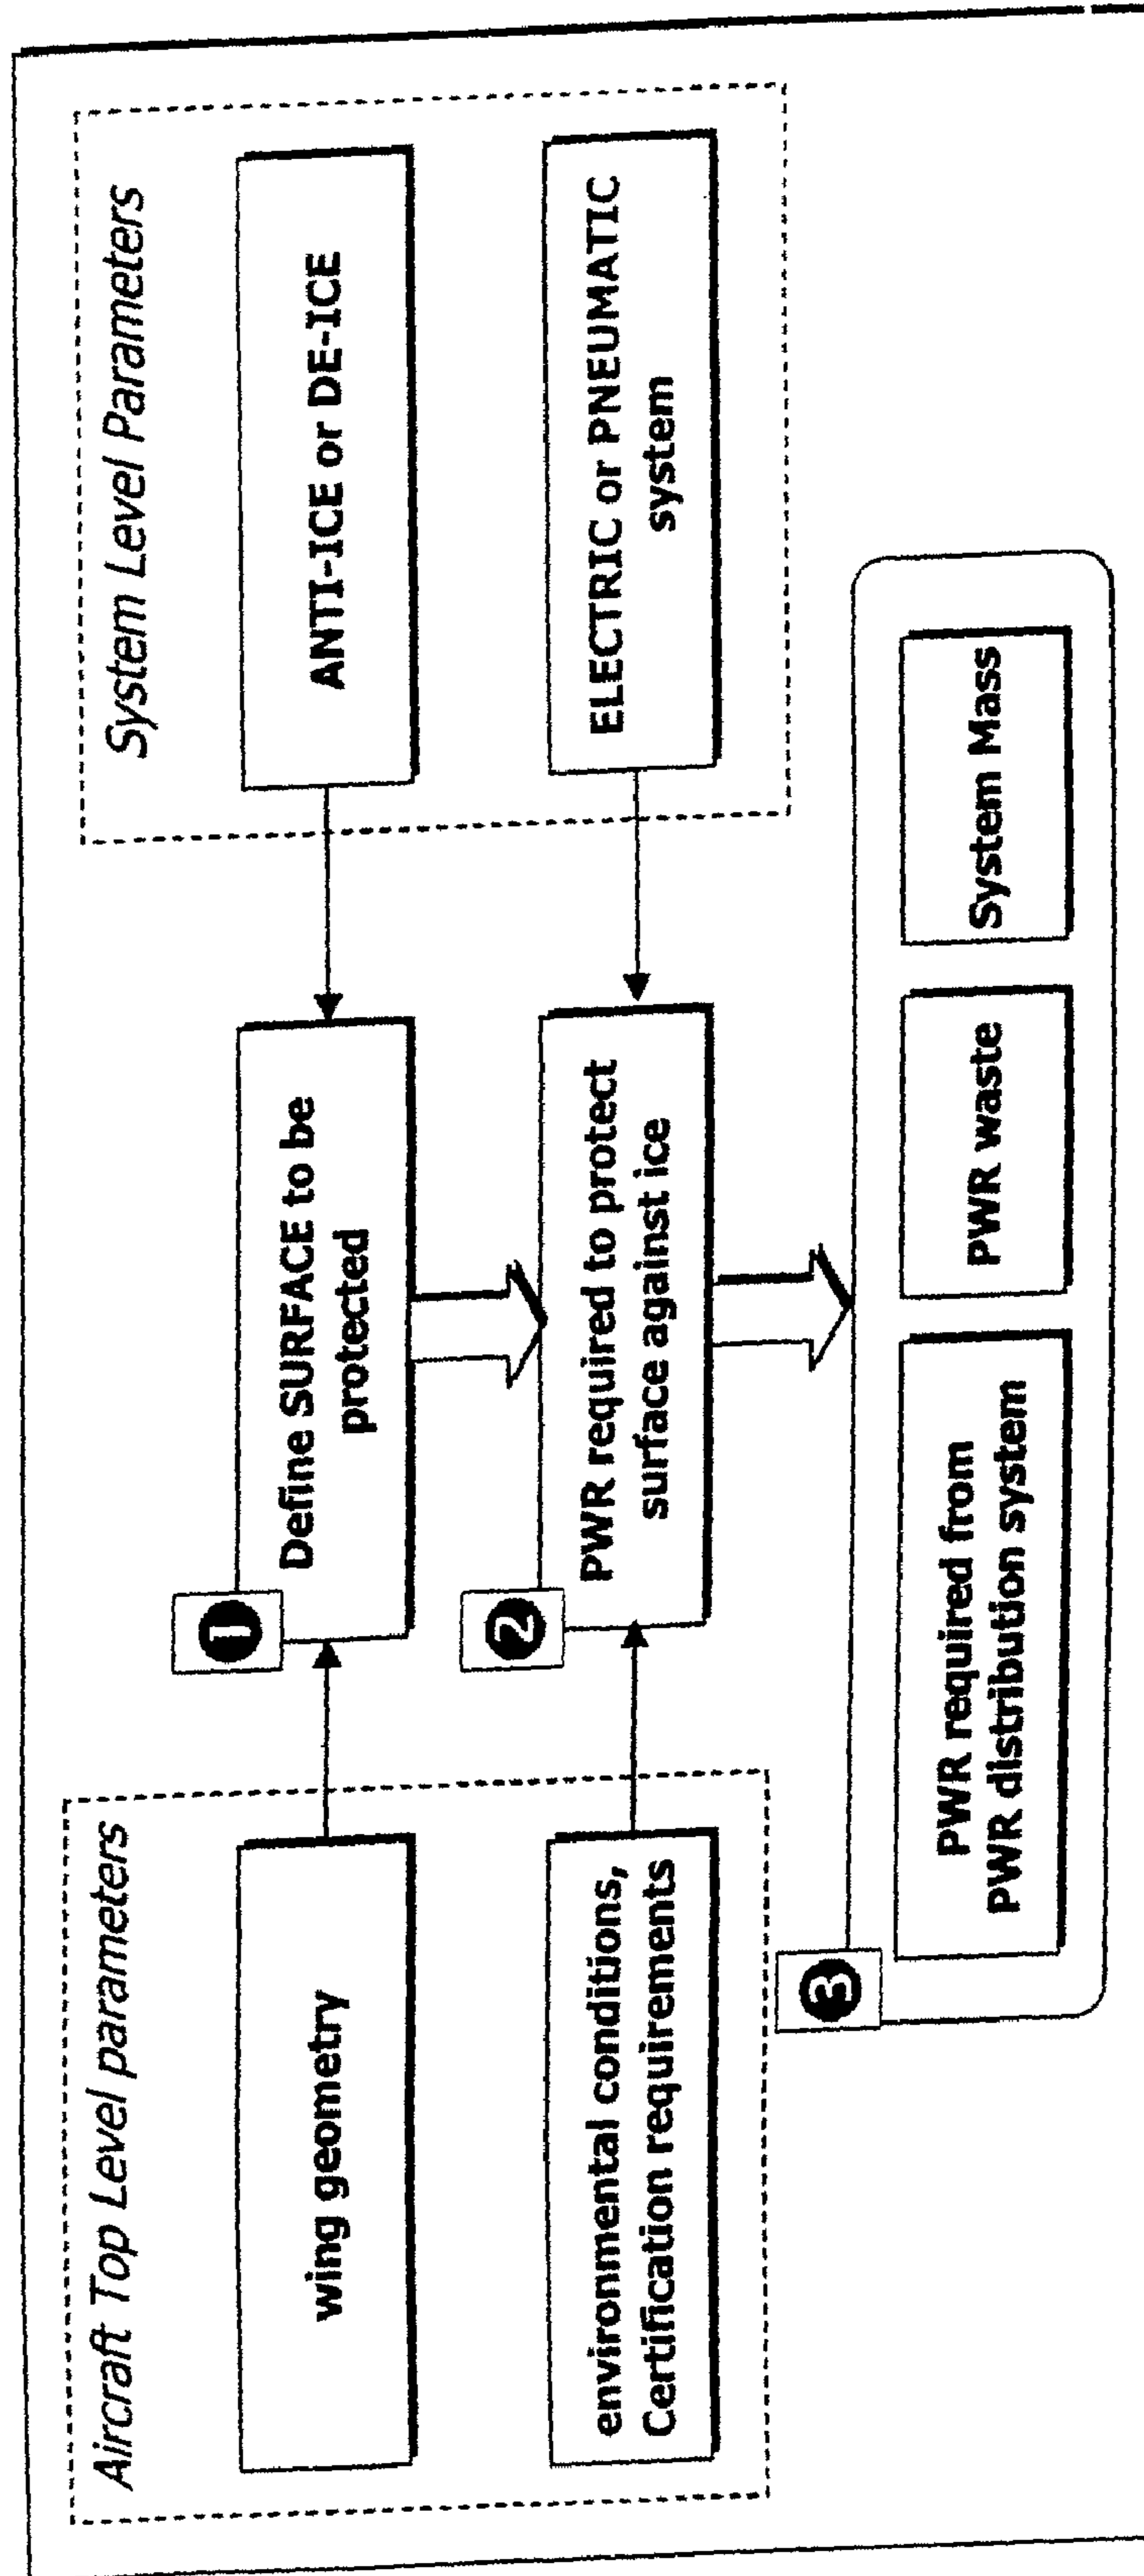 Aircraft Top Level parameters
System Level Parameters
wing geometry
1
Define SURFACE to be
protected
ANTI-ICE or DE-ICE
environmental conditions,
Certification requirements
2
PWR required to protect
surface against ice
ELECTRIC or PNEUMATIC
system
3
PWR required from
PWR distribution system
PWR waste
System Mass